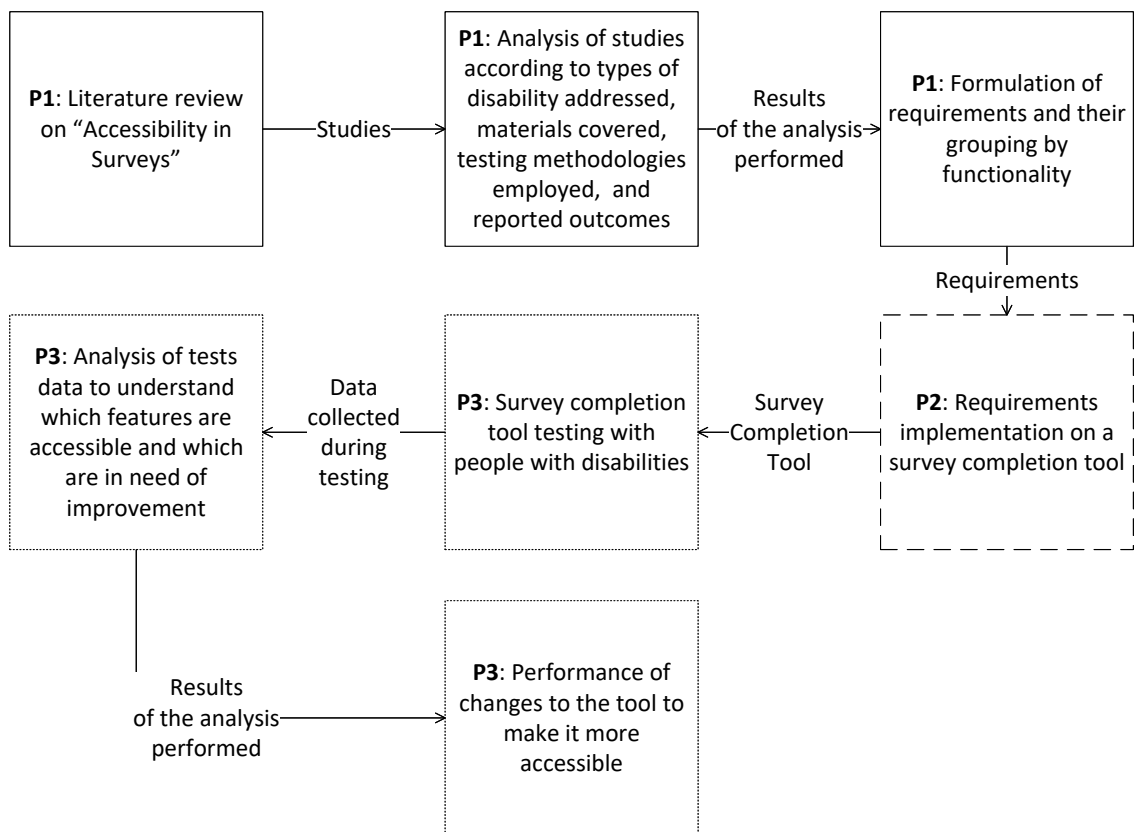 P1: Literature review
on “Accessibility in
Surveys”
Studies
P1: Analysis of studies
according to types of
disability addressed,
materials covered,
testing methodologies
employed, and
reported outcomes
Results
of the analysis
performed
P1: Formulation of
requirements and their
grouping by
functionality
Requirements
P2: Requirements
implementation on a
survey completion tool
Survey
Completion
Tool
P3: Survey completion
tool testing with
people with disabilities
Data
collected
during
testing
P3: Analysis of tests
data to understand
which features are
accessible and which
are in need of
improvement
Results
of the analysis
performed
P3: Performance of
changes to the tool to
make it more
accessible